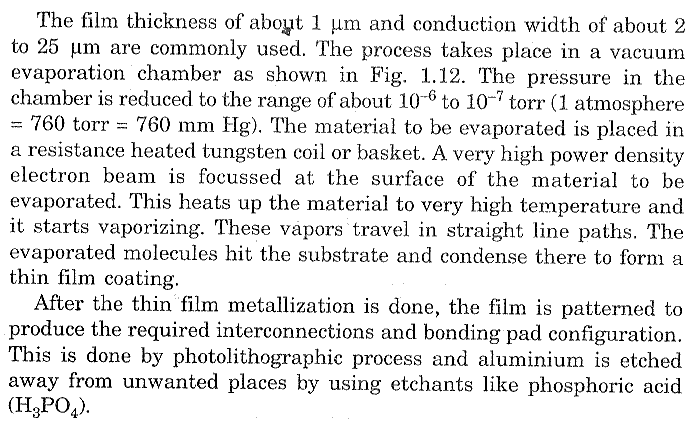 The film thickness of about 1 μm and conduction width of about 2
to 25 μm are commonly used. The process takes place in a vacuum
evaporation chamber as shown in Fig. 1.12. The pressure in the
chamber is reduced to the range of about 10⁻⁶ to 10⁻⁷ torr (1 atmosphere
= 760 torr = 760 mm Hg). The material to be evaporated is placed in
a resistance heated tungsten coil or basket. A very high power density
electron beam is focussed at the surface of the material to be
evaporated. This heats up the material to very high temperature and
it starts vaporizing. These vapors travel in straight line paths. The
evaporated molecules hit the substrate and condense there to form a
thin film coating.
After the thin film metallization is done, the film is patterned to
produce the required interconnections and bonding pad configuration.
This is done by photolithographic process and aluminium is etched
away from unwanted places by using etchants like phosphoric acid
(H₃PO₄).